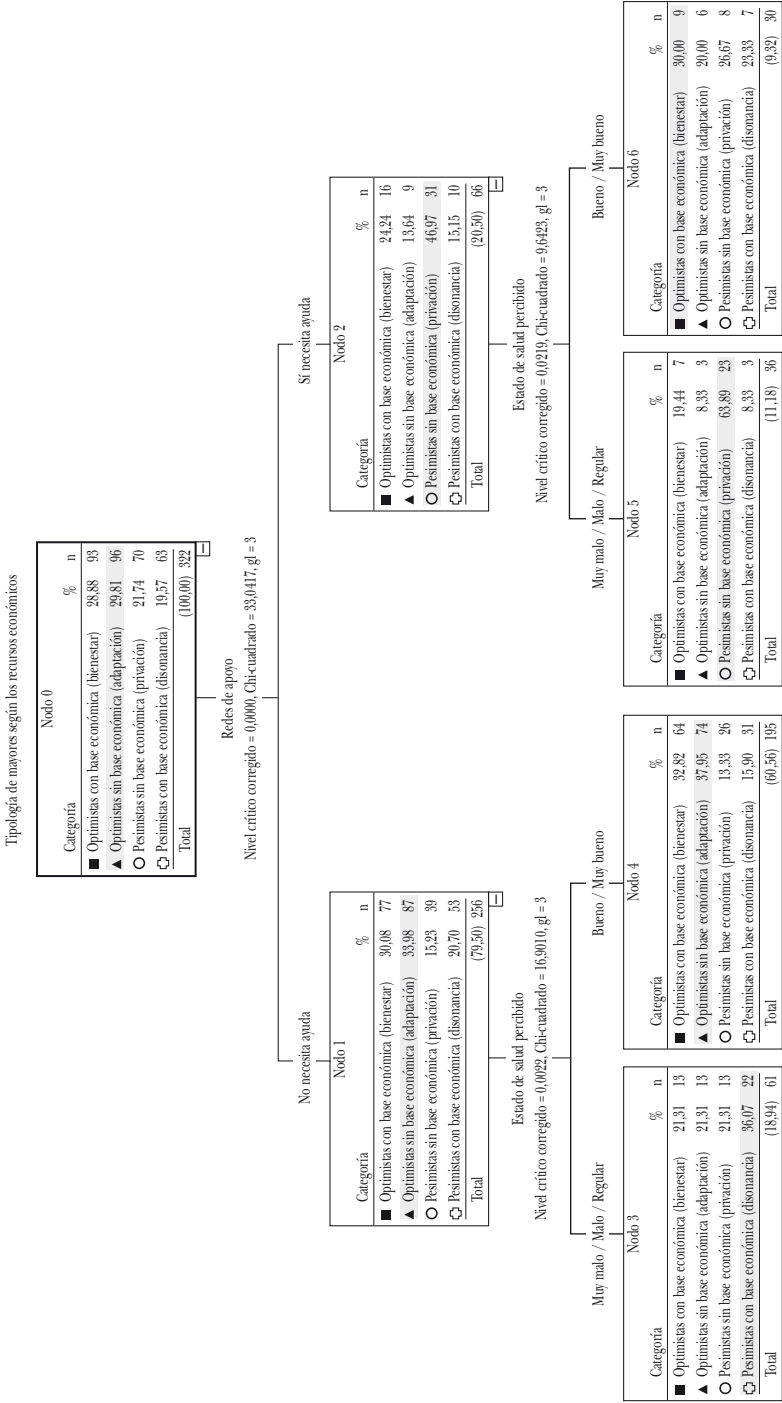 Tipología de mayores según los recursos económicos
Nodo 0
Categoría % n
Optimistas con base económica (bienestar) 28,88 93
Optimistas sin base económica (adaptación) 29,81 96
Pesimistas sin base económica (privación) 21,74 70
Pesimistas con base económica (disonancia) 19,57 63
Total (100,00) 322
Redes de apoyo
Nivel crítico corregido = 0,0000, Chi-cuadrado = 33,0417, gl = 3
No necesita ayuda
Nodo 1
Categoría % n
Optimistas con base económica (bienestar) 30,08 77
Optimistas sin base económica (adaptación) 33,98 87
Pesimistas sin base económica (privación) 15,23 39
Pesimistas con base económica (disonancia) 20,70 53
Total (79,50) 256
Sí necesita ayuda
Nodo 2
Categoría % n
Optimistas con base económica (bienestar) 24,24 16
Optimistas sin base económica (adaptación) 13,64 9
Pesimistas sin base económica (privación) 46,97 31
Pesimistas con base económica (disonancia) 15,15 10
Total (20,50) 66
Estado de salud percibido
Nivel crítico corregido = 0,0022, Chi-cuadrado = 16,9010, gl = 3
Estado de salud percibido
Nivel crítico corregido = 0,0219, Chi-cuadrado = 9,6423, gl = 3
Muy malo / Malo / Regular
Nodo 3
Categoría % n
Optimistas con base económica (bienestar) 21,31 13
Optimistas sin base económica (adaptación) 21,31 13
Pesimistas sin base económica (privación) 21,31 13
Pesimistas con base económica (disonancia) 36,07 22
Total (18,94) 61
Bueno / Muy bueno
Nodo 4
Categoría % n
Optimistas con base económica (bienestar) 32,82 64
Optimistas sin base económica (adaptación) 37,95 74
Pesimistas sin base económica (privación) 13,33 26
Pesimistas con base económica (disonancia) 15,90 31
Total (60,56) 195
Muy malo / Malo / Regular
Nodo 5
Categoría % n
Optimistas con base económica (bienestar) 19,44 7
Optimistas sin base económica (adaptación) 8,33 3
Pesimistas sin base económica (privación) 63,89 23
Pesimistas con base económica (disonancia) 8,33 3
Total (11,18) 36
Bueno / Muy bueno
Nodo 6
Categoría % n
Optimistas con base económica (bienestar) 30,00 9
Optimistas sin base económica (adaptación) 20,00 6
Pesimistas sin base económica (privación) 26,67 8
Pesimistas con base económica (disonancia) 23,33 7
Total (9,32) 30